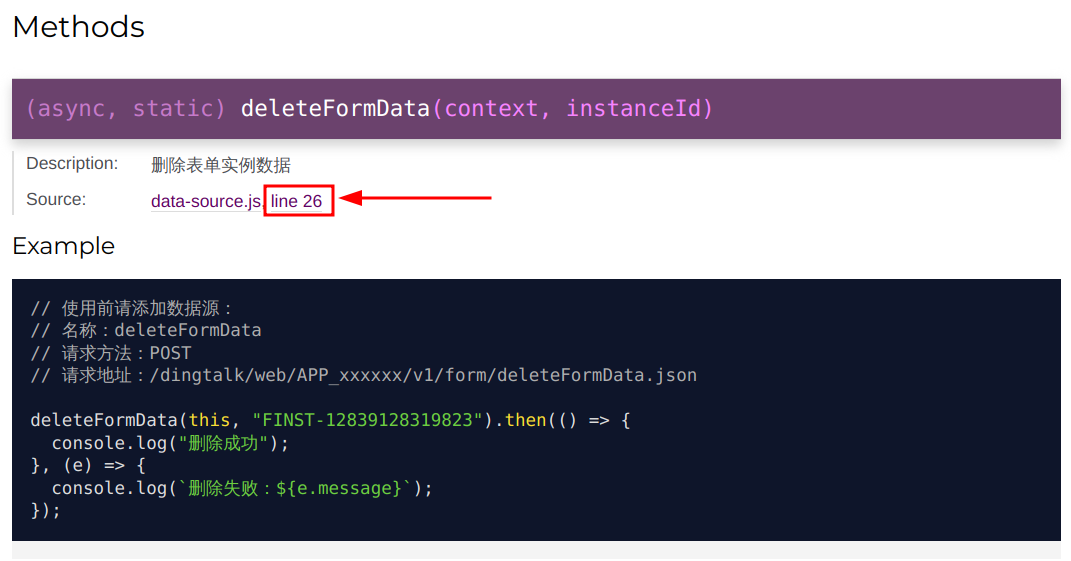 Methods
(async, static) deleteFormData(context, instanceId)
Description: 删除表单实例数据
Source: data-source.js, line 26
Example
// 使用前请添加数据源：
// 名称：deleteFormData
// 请求方法：POST
// 请求地址：/dingtalk/web/APP_xxxxxx/v1/form/deleteFormData.json
deleteFormData(this, "FINST-12839128319823").then(() => {
  console.log("删除成功");
}, (e) => {
  console.log(`删除失败：${e.message}`);
});